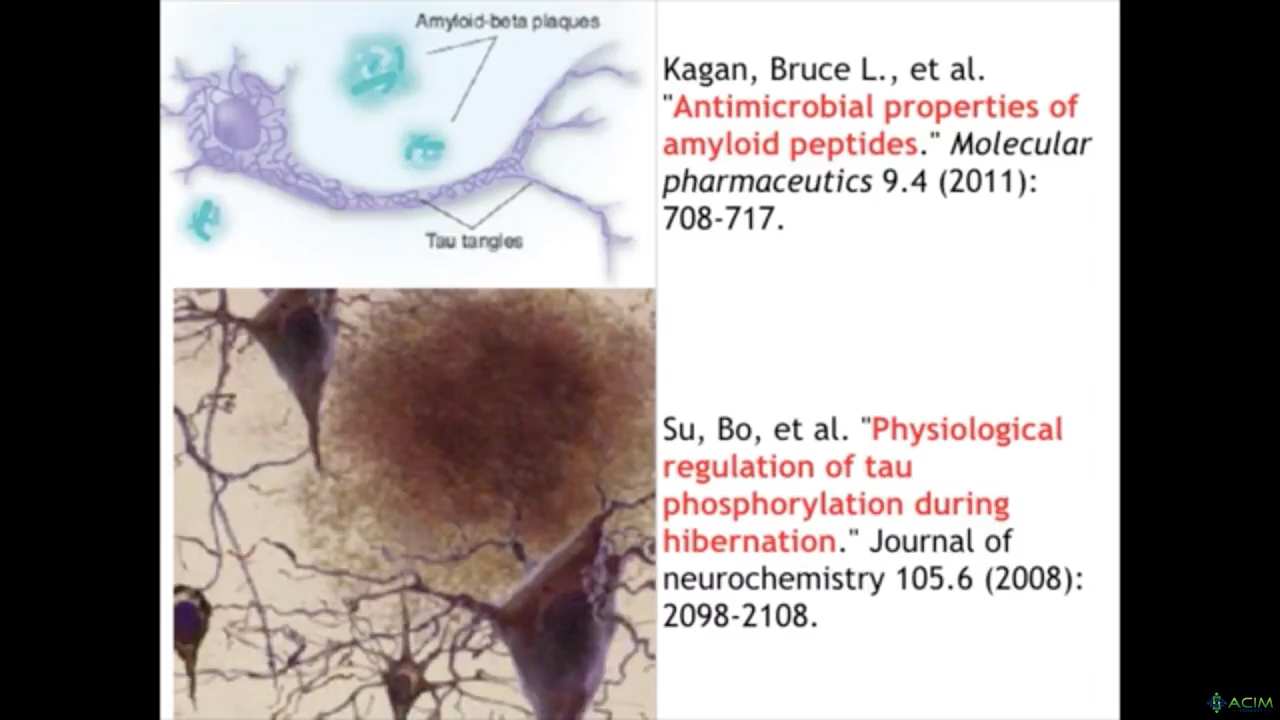 Amyloid-beta plaques
Tau tangles
Kagan, Bruce L., et al.
"Antimicrobial properties of
amyloid peptides." Molecular
pharmaceutics 9.4 (2011):
708-717.
Su, Bo, et al. "Physiological
regulation of tau
phosphorylation during
hibernation." Journal of
neurochemistry 105.6 (2008):
2098-2108.
ACIM